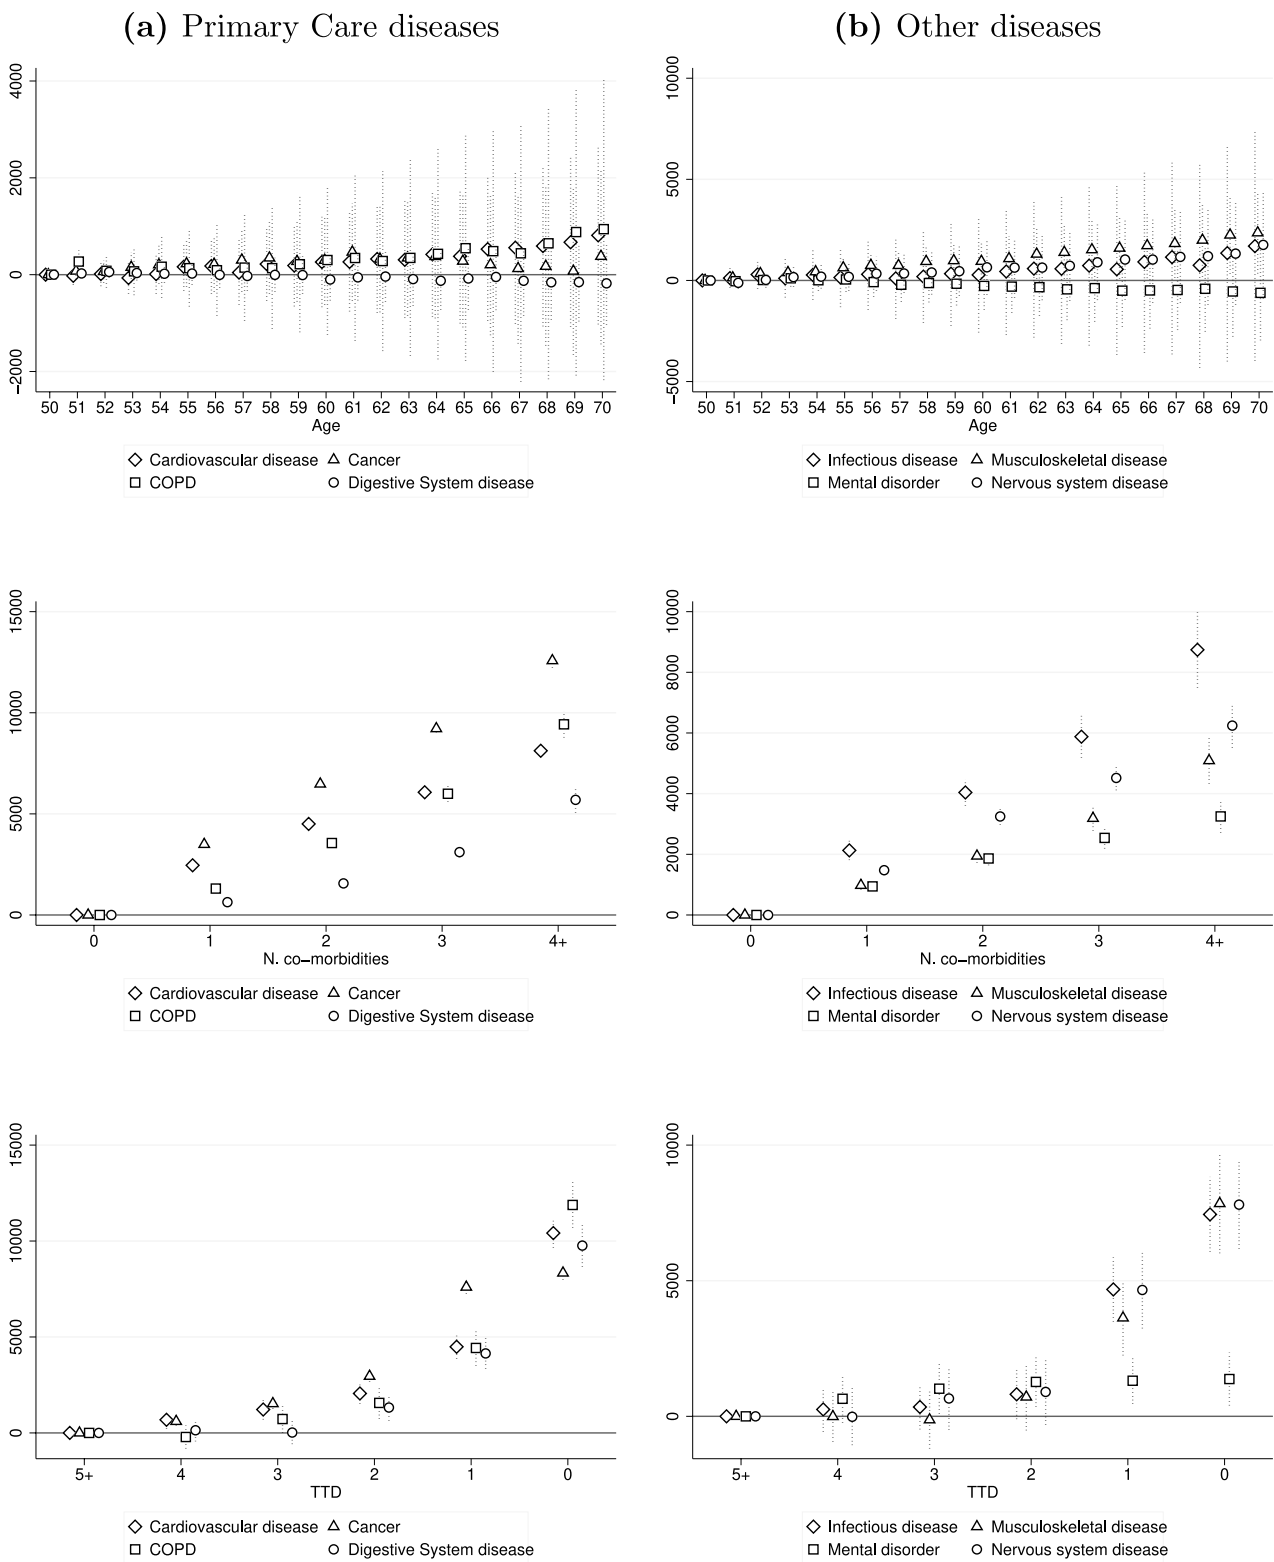 (a) Primary Care diseases
(b) Other diseases
4000
2000
0
−2000
50 51 52 53 54 55 56 57 58 59 60 61 62 63 64 65 66 67 68 69 70
Age
Cardiovascular disease Cancer
COPD Digestive System disease
10000
5000
0
−5000
50 51 52 53 54 55 56 57 58 59 60 61 62 63 64 65 66 67 68 69 70
Age
Infectious disease Musculoskeletal disease
Mental disorder Nervous system disease
15000
10000
5000
0
0 1 2 3 4+
N. co−morbidities
Cardiovascular disease Cancer
COPD Digestive System disease
10000
8000
6000
4000
2000
0
0 1 2 3 4+
N. co−morbidities
Infectious disease Musculoskeletal disease
Mental disorder Nervous system disease
15000
10000
5000
0
5+ 4 3 2 1 0
TTD
Cardiovascular disease Cancer
COPD Digestive System disease
10000
5000
0
5+ 4 3 2 1 0
TTD
Infectious disease Musculoskeletal disease
Mental disorder Nervous system disease